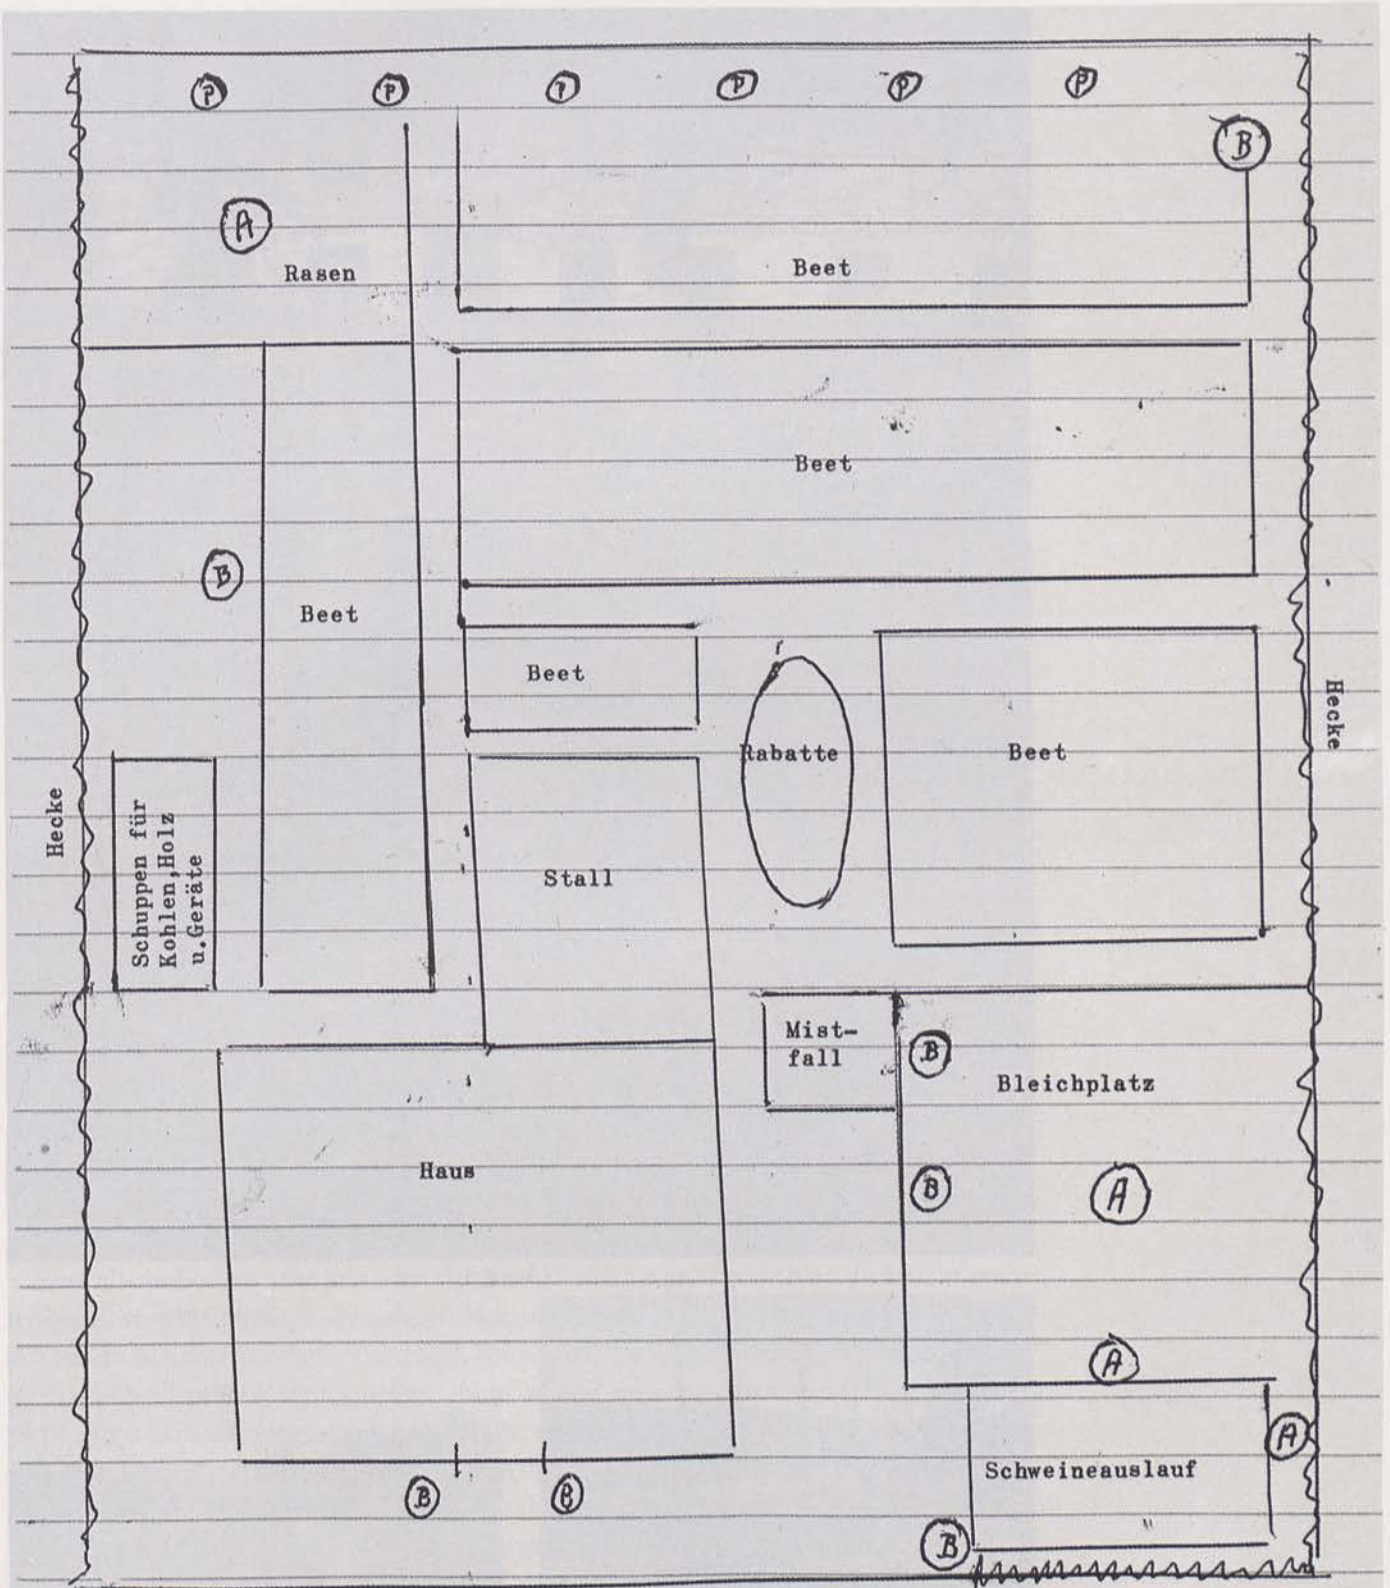 P P P P P P
B
A
Rasen
Beet
Beet
B
Beet
Beet
Rabatte
Beet
Hecke
Hecke
Schuppen für
Kohlen,Holz
u.Geräte
Stall
Mist-
fall
B
Bleichplatz
Haus
B
A
A
A
Schweineauslauf
B B
B